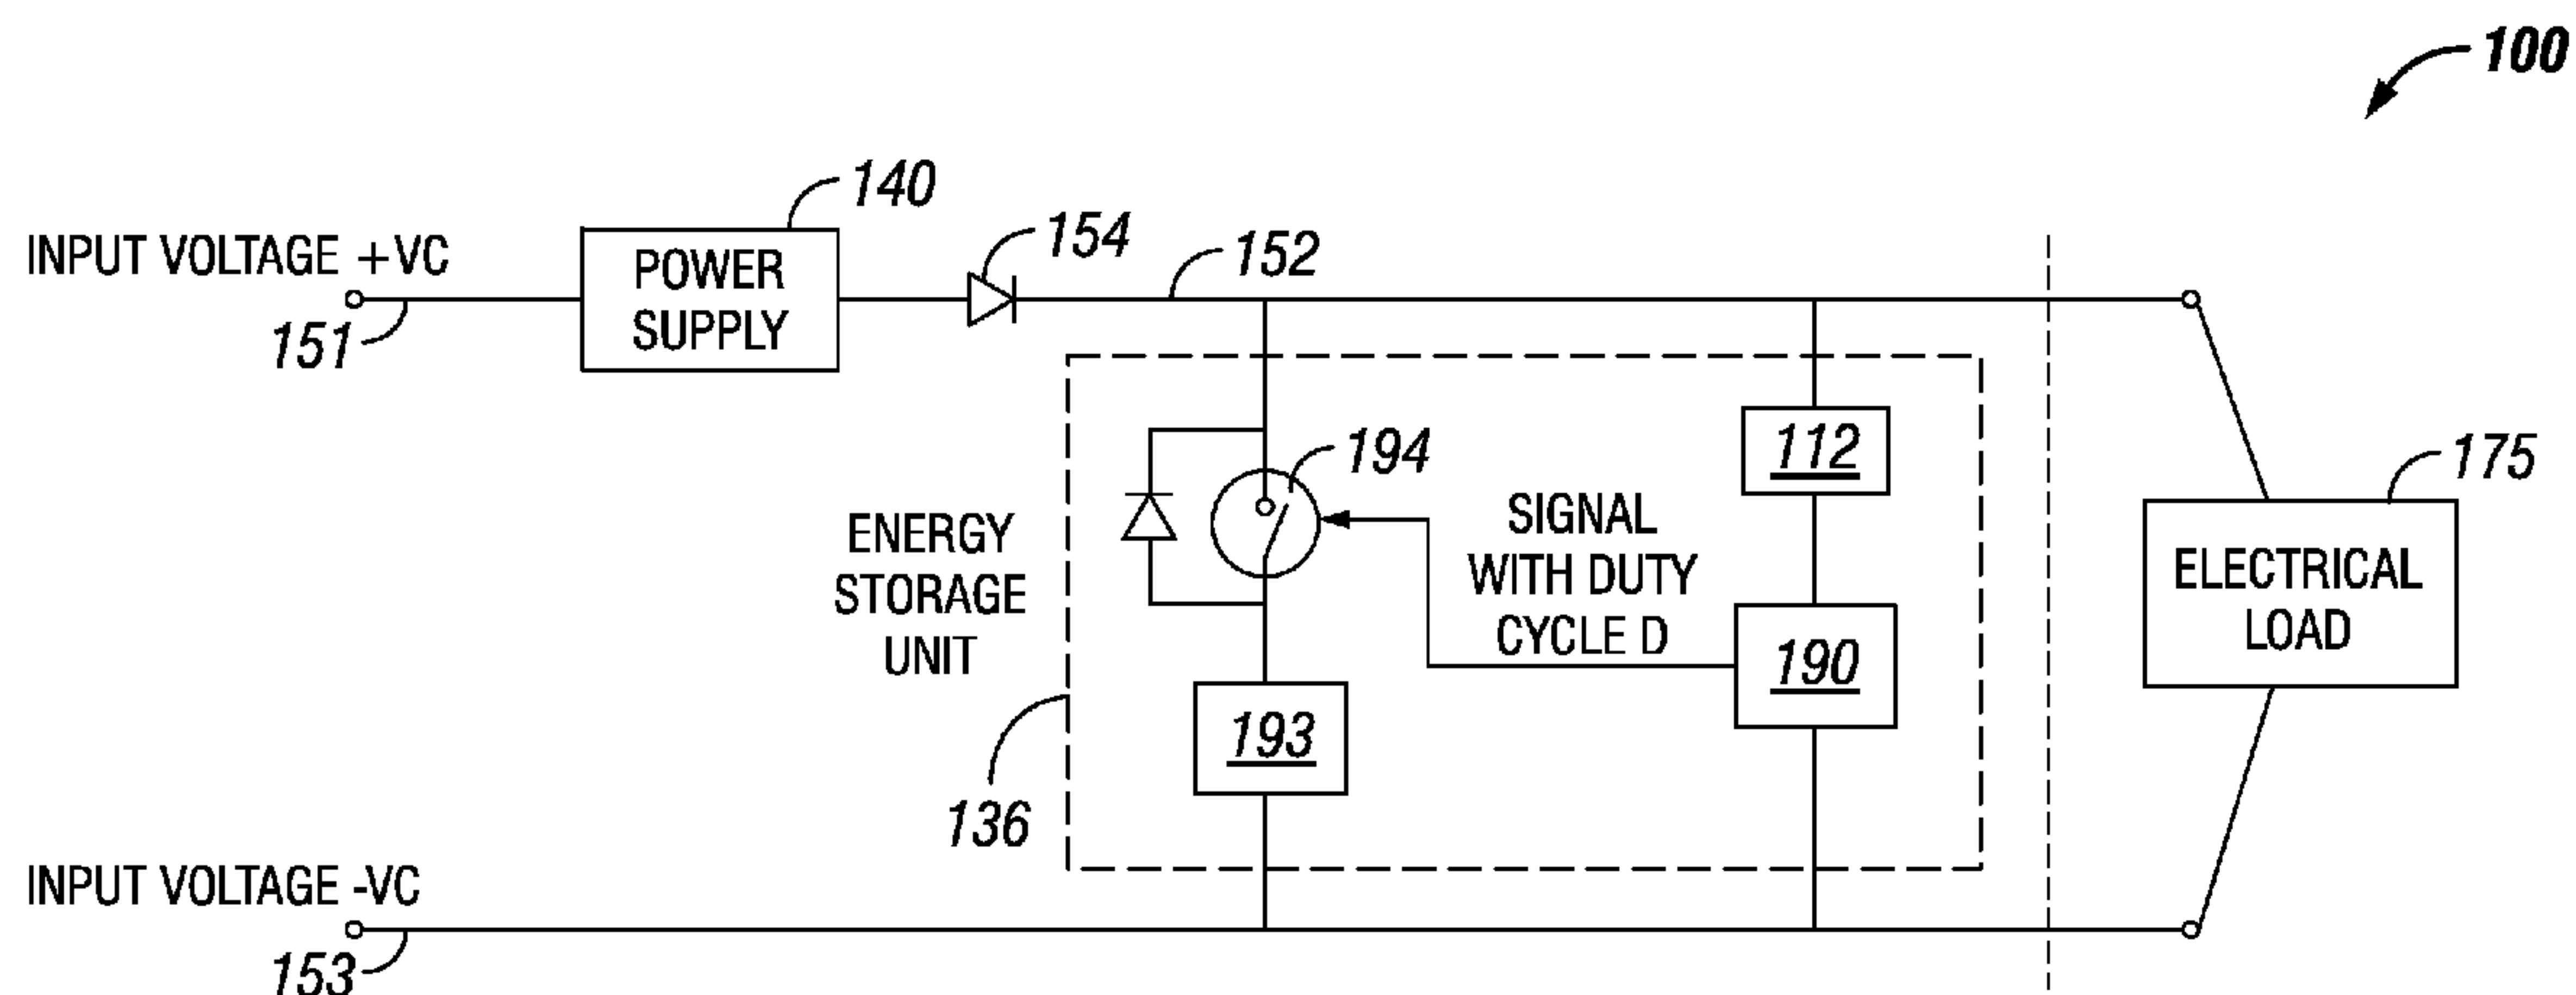 100
140
INPUT VOLTAGE +VC
POWER
SUPPLY
154
152
151
194
112
175
ENERGY
STORAGE
UNIT
SIGNAL
WITH DUTY
CYCLE D
ELECTRICAL
LOAD
190
193
136
INPUT VOLTAGE -VC
153